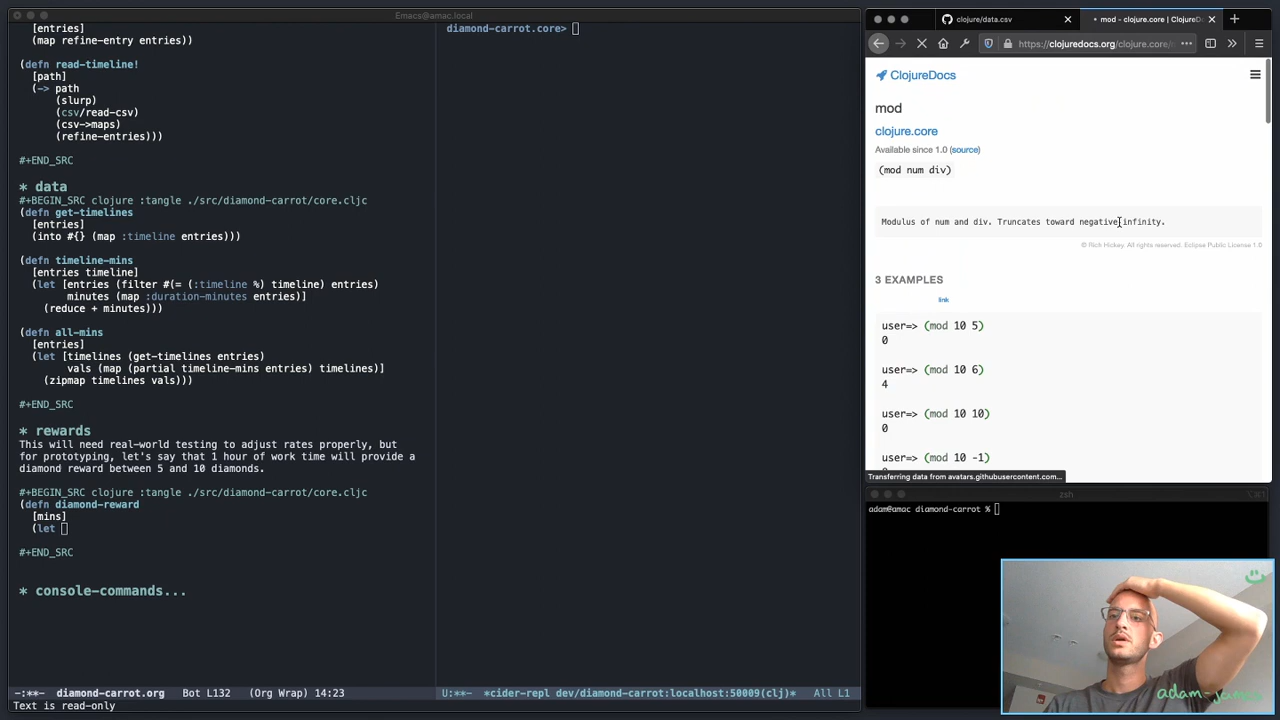 Emacs@amac.local
[entries]
(map refine-entry entries))
(defn read-timeline!
[path]
(-> path
(slurp)
(csv/read-csv)
(csv->maps)
(refine-entries)))
#+END_SRC
* data
#+BEGIN_SRC clojure :tangle ./src/diamond-carrot/core.cljc
(defn get-timelines
[entries]
(into #{} (map :timeline entries)))
(defn timeline-mins
[entries timeline]
(let [entries (filter #(= (:timeline %) timeline) entries)
minutes (map :duration-minutes entries)]
(reduce + minutes)))
(defn all-mins
[entries]
(let [timelines (get-timelines entries)
vals (map (partial timeline-mins entries) timelines)]
(zipmap timelines vals)))
#+END_SRC
* rewards
This will need real-world testing to adjust rates properly, but
for prototyping, let's say that 1 hour of work time will provide a
diamond reward between 5 and 10 diamonds.
#+BEGIN_SRC clojure :tangle ./src/diamond-carrot/core.cljc
(defn diamond-reward
[mins]
(let
#+END_SRC
* console-commands...
-:**- diamond-carrot.org Bot L132 (Org Wrap) 14:23
Text is read-only
diamond-carrot.core>
U:**- *cider-repl dev/diamond-carrot:localhost:50009(clj)* All L1
clojure/data.csv
mod - clojure.core | ClojureD
https://clojuredocs.org/clojure.core/
ClojureDocs
mod
clojure.core
Available since 1.0 (source)
(mod num div)
Modulus of num and div. Truncates toward negative infinity.
© Rich Hickey. All rights reserved. Eclipse Public License 1.0
3 EXAMPLES
link
user=> (mod 10 5)
0
user=> (mod 10 6)
4
user=> (mod 10 10)
0
user=> (mod 10 -1)
Transferring data from avatars.githubusercontent.com...
zsh
adam@amac diamond-carrot %
adam-james